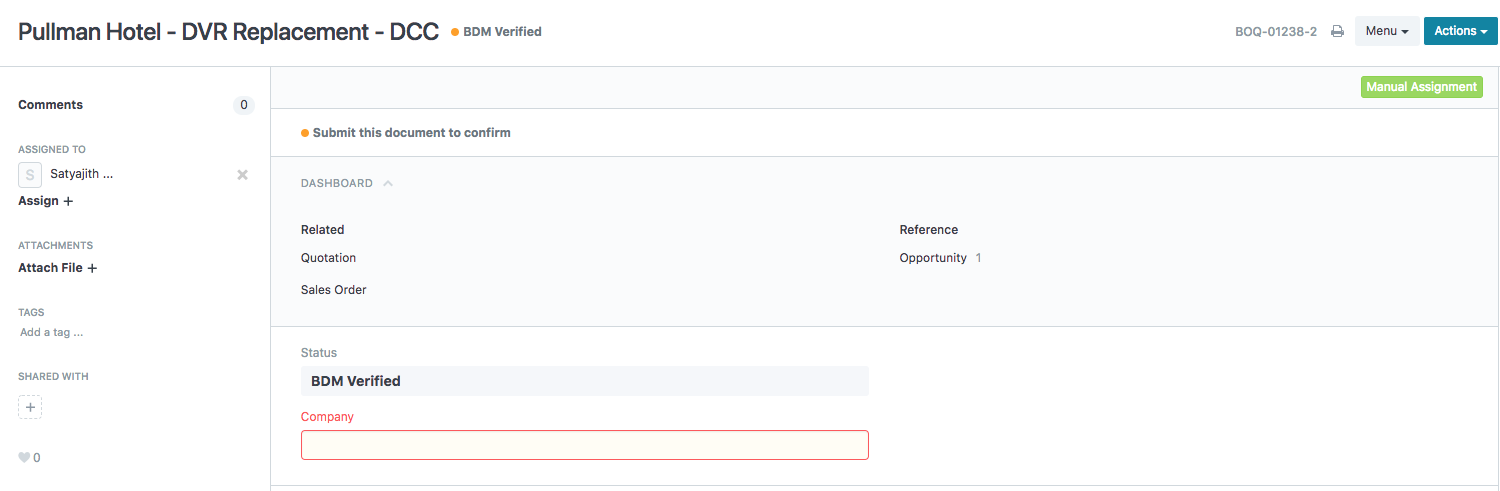 Pullman Hotel - DVR Replacement - DCC BDM Verified BOQ-01238-2 Menu Actions
Comments 0
Manual Assignment
Submit this document to confirm
ASSIGNED TO
S Satyajith ...
Assign +
ATTACHMENTS
Attach File +
TAGS
Add a tag ...
SHARED WITH
+
0
DASHBOARD
Related Reference
Quotation Opportunity 1
Sales Order
Status
BDM Verified
Company